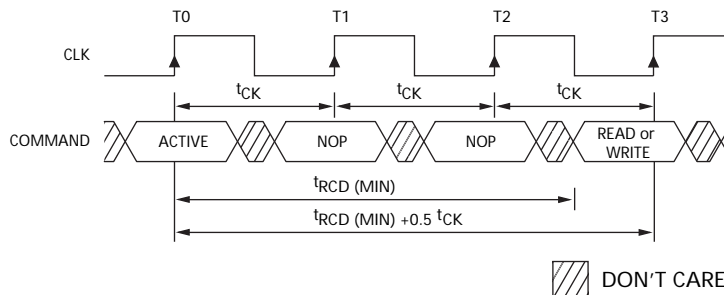 T0 T1 T2 T3
CLK
tCK tCK tCK
COMMAND ACTIVE NOP NOP READ or
WRITE
tRCD (MIN)
tRCD (MIN) +0.5 tCK
DON'T CARE